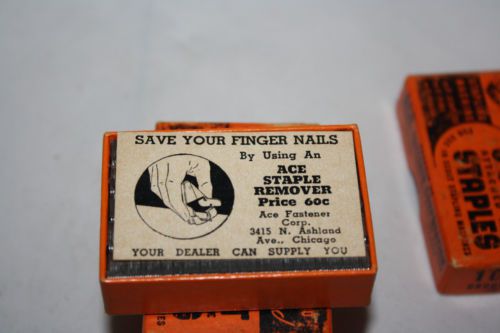 SAVE YOUR FINGER NAILS
By Using An
ACE
STAPLE
REMOVER
Price 60c
Ace Fastener
Corp.
3415 N. Ashland
Ave., Chicago
YOUR DEALER CAN SUPPLY YOU
STAPLES